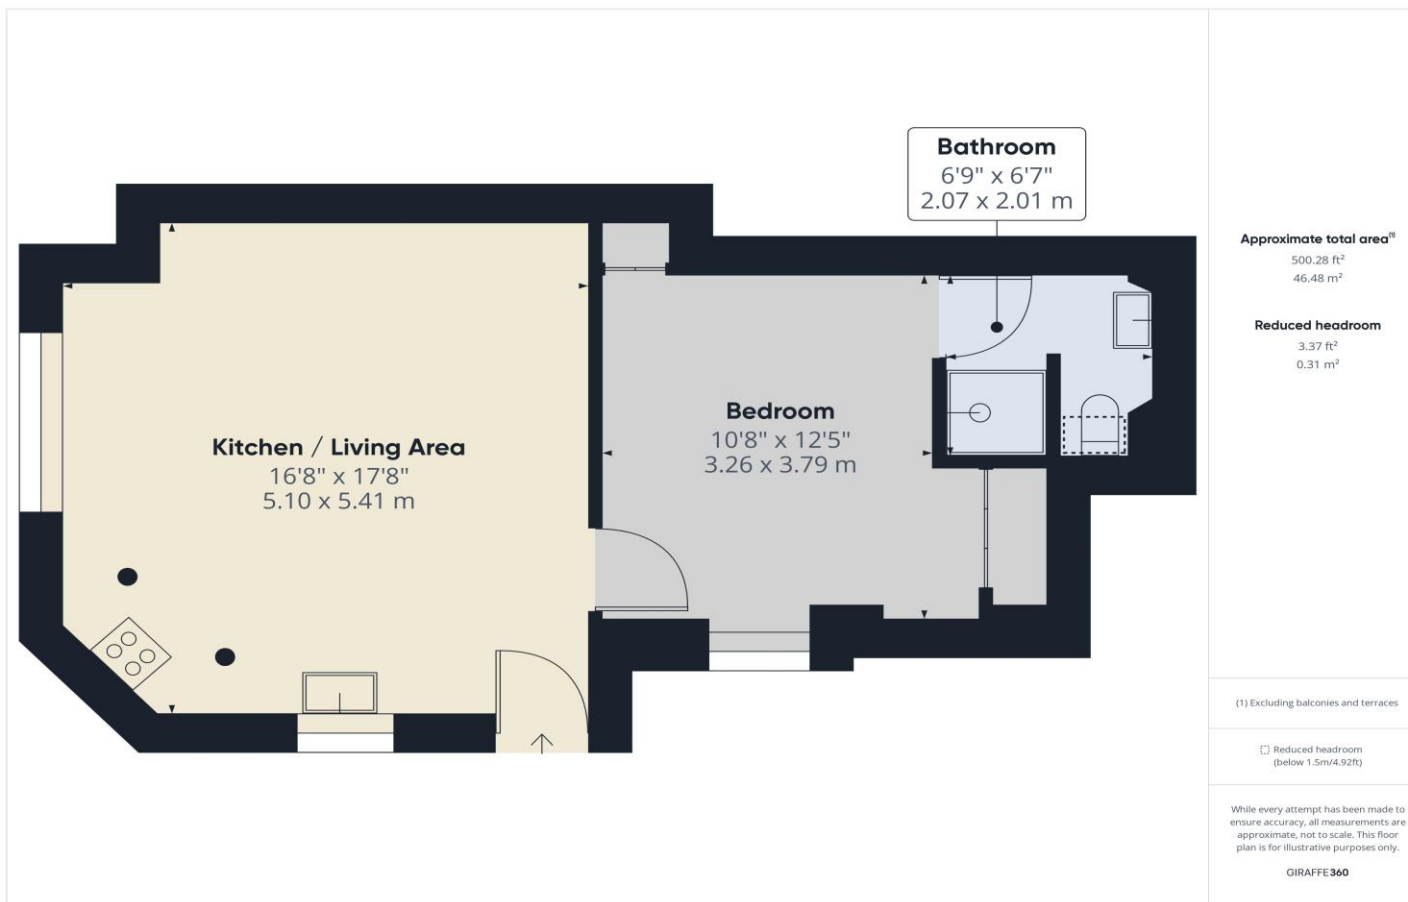 Bathroom
6'9" x 6'7"
2.07 x 2.01 m
Kitchen / Living Area
16'8" x 17'8"
5.10 x 5.41 m
Bedroom
10'8" x 12'5"
3.26 x 3.79 m
Approximate total area(1)
500.28 ft²
46.48 m²
Reduced headroom
3.37 ft²
0.31 m²
(1) Excluding balconies and terraces
Reduced headroom
(below 1.5m/4.92ft)
While every attempt has been made to
ensure accuracy, all measurements are
approximate, not to scale. This floor
plan is for illustrative purposes only.
GIRAFFE360